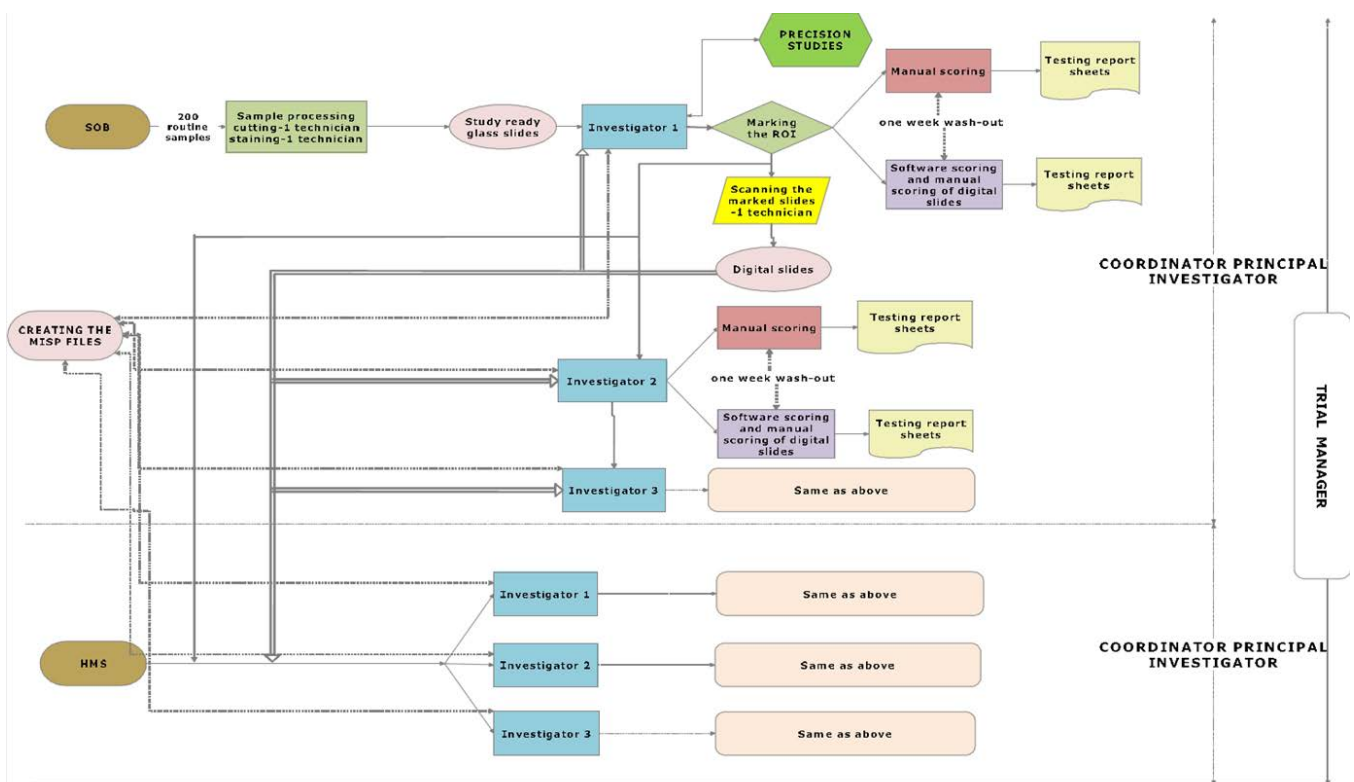 PRECISION
STUDIES
SOB
200
routine
samples
Sample processing
cutting-1 technician
staining-1 technician
Study ready
glass slides
Investigator 1
Marking
the ROI
Manual scoring
Testing report
sheets
one week wash-out
Software scoring
and manual
scoring of digital
slides
Testing report
sheets
Scanning the
marked slides
-1 technician
Digital slides
COORDINATOR PRINCIPAL
INVESTIGATOR
CREATING THE
MISP FILES
Investigator 2
Manual scoring
Testing report
sheets
one week wash-out
Software scoring
and manual
scoring of digital
slides
Testing report
sheets
Investigator 3
Same as above
TRIAL MANAGER
HMS
Investigator 1
Same as above
Investigator 2
Same as above
Investigator 3
Same as above
COORDINATOR PRINCIPAL
INVESTIGATOR